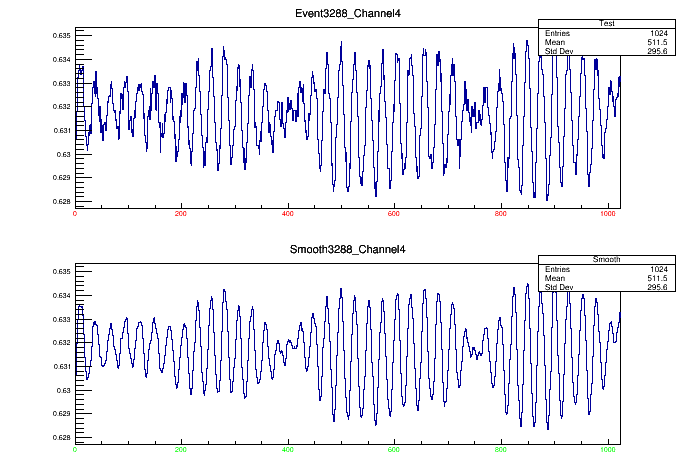 Event3288_Channel4
Test
Entries 1024
Mean 511.5
Std Dev 295.6
0.635
0.634
0.633
0.632
0.631
0.63
0.629
0.628
0 200 400 600 800 1000
Smooth3288_Channel4
Smooth
Entries 1024
Mean 511.5
Std Dev 295.6
0.635
0.634
0.633
0.632
0.631
0.63
0.629
0.628
0 200 400 600 800 1000